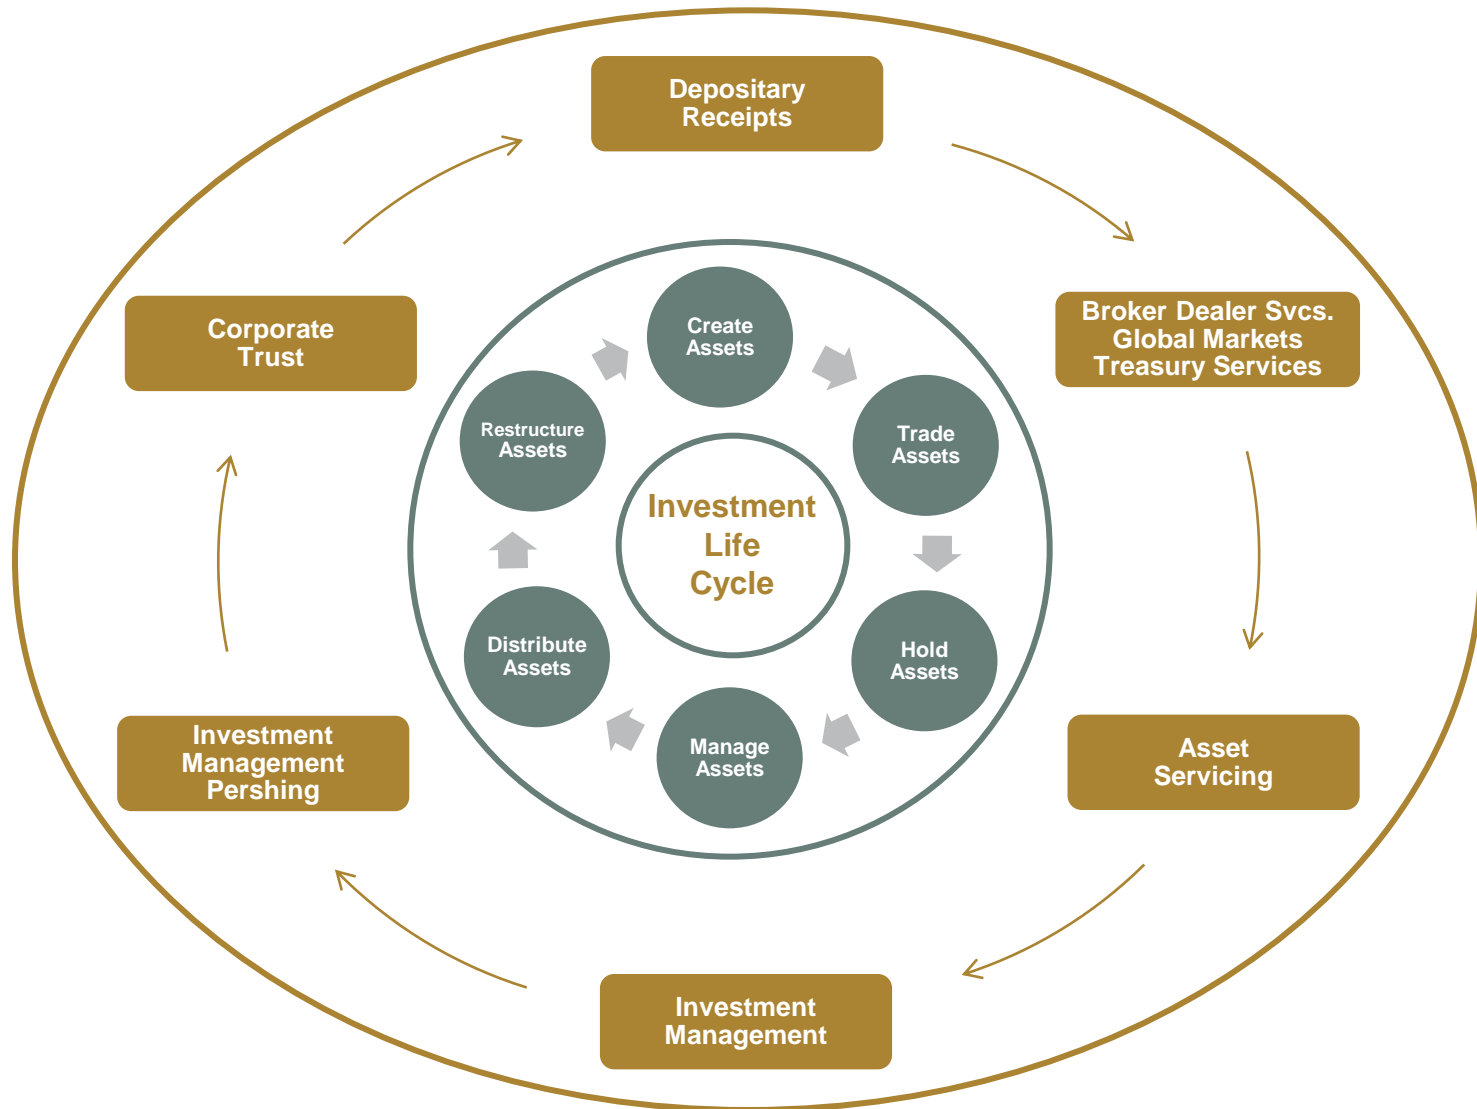 Depositary
Receipts
Corporate
Trust
Create
Assets
Broker Dealer Svcs.
Global Markets
Treasury Services
Restructure
Assets
Trade
Assets
Investment
Life
Cycle
Distribute
Assets
Hold
Assets
Investment
Management
Pershing
Manage
Assets
Asset
Servicing
Investment
Management